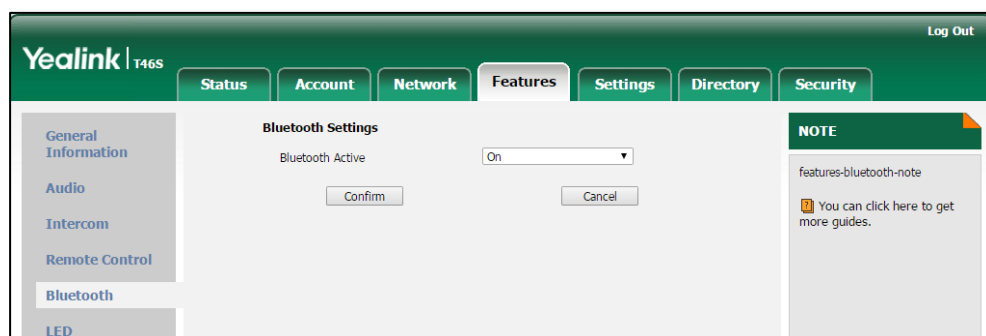 Log Out
Yealink T46S
Status Account Network Features Settings Directory Security
General
Information
Audio
Intercom
Remote Control
Bluetooth
LED
Bluetooth Settings
Bluetooth Active On
Confirm Cancel
NOTE
features-bluetooth-note
? You can click here to get
more guides.